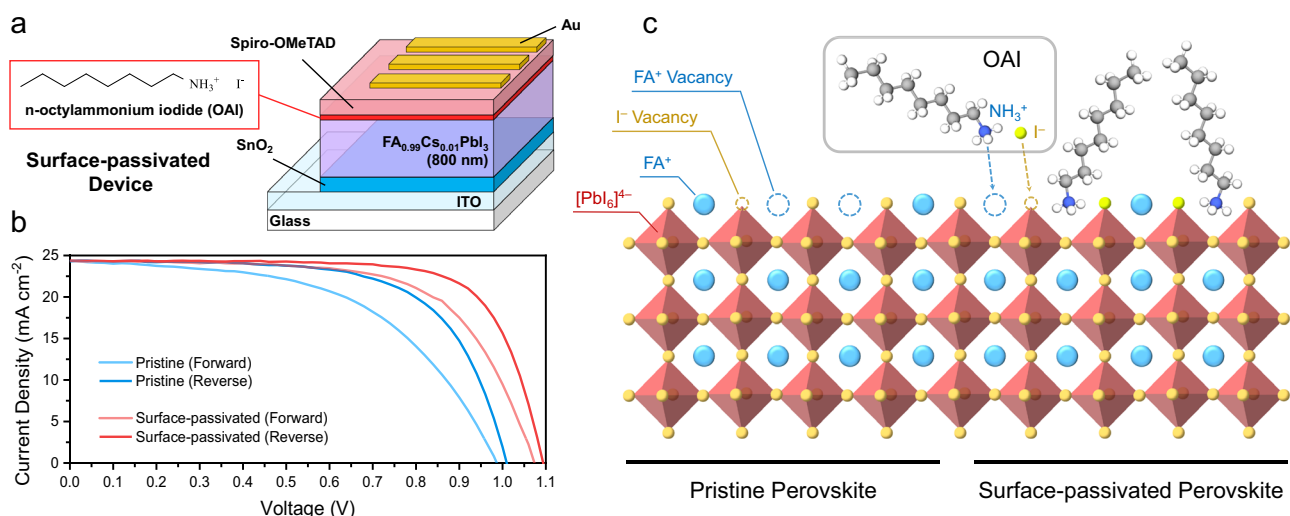 a
Au
Spiro-OMeTAD
NH₃⁺ I⁻
n-octylammonium iodide (OAI)
SnO₂
FA₀.₉₉Cs₀.₀₁PbI₃
(800 nm)
Surface-passivated
Device
ITO
Glass
b
Current Density (mA cm⁻²)
25
20
15
10
5
0
Pristine (Forward)
Pristine (Reverse)
Surface-passivated (Forward)
Surface-passivated (Reverse)
0.0 0.1 0.2 0.3 0.4 0.5 0.6 0.7 0.8 0.9 1.0 1.1
Voltage (V)
c
OAI
NH₃⁺
I⁻
FA⁺ Vacancy
I⁻ Vacancy
FA⁺
[PbI₆]⁴⁻
Pristine Perovskite
Surface-passivated Perovskite